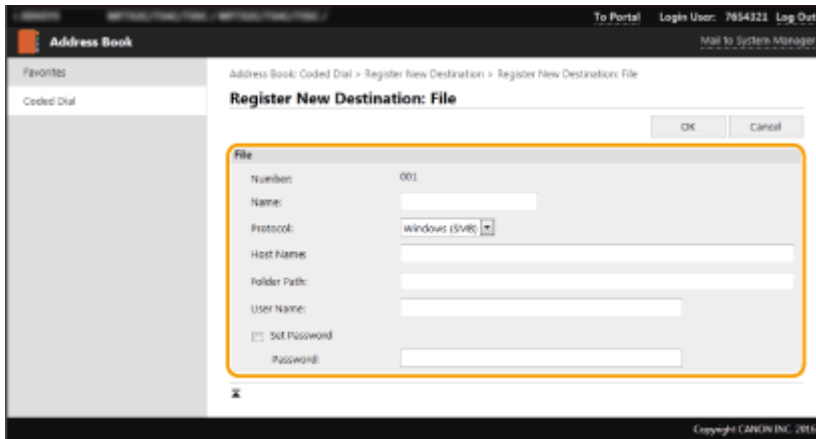 To Portal Login User: 7654321 Log Out
Address Book Mail to System Manager
Favorites
Coded Dial
Address Book: Coded Dial > Register New Destination > Register New Destination: File
Register New Destination: File
OK Cancel
File
Number: 001
Name:
Protocol: Windows (SMB)
Host Name:
Folder Path:
User Name:
Set Password
Password:
Copyright CANON INC. 2016